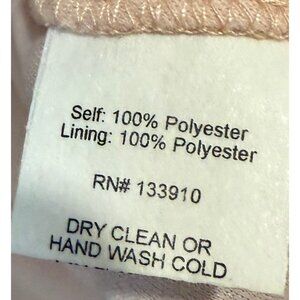 Self: 100% Polyester
Lining: 100% Polyester
RN# 133910
DRY CLEAN OR
HAND WASH COLD